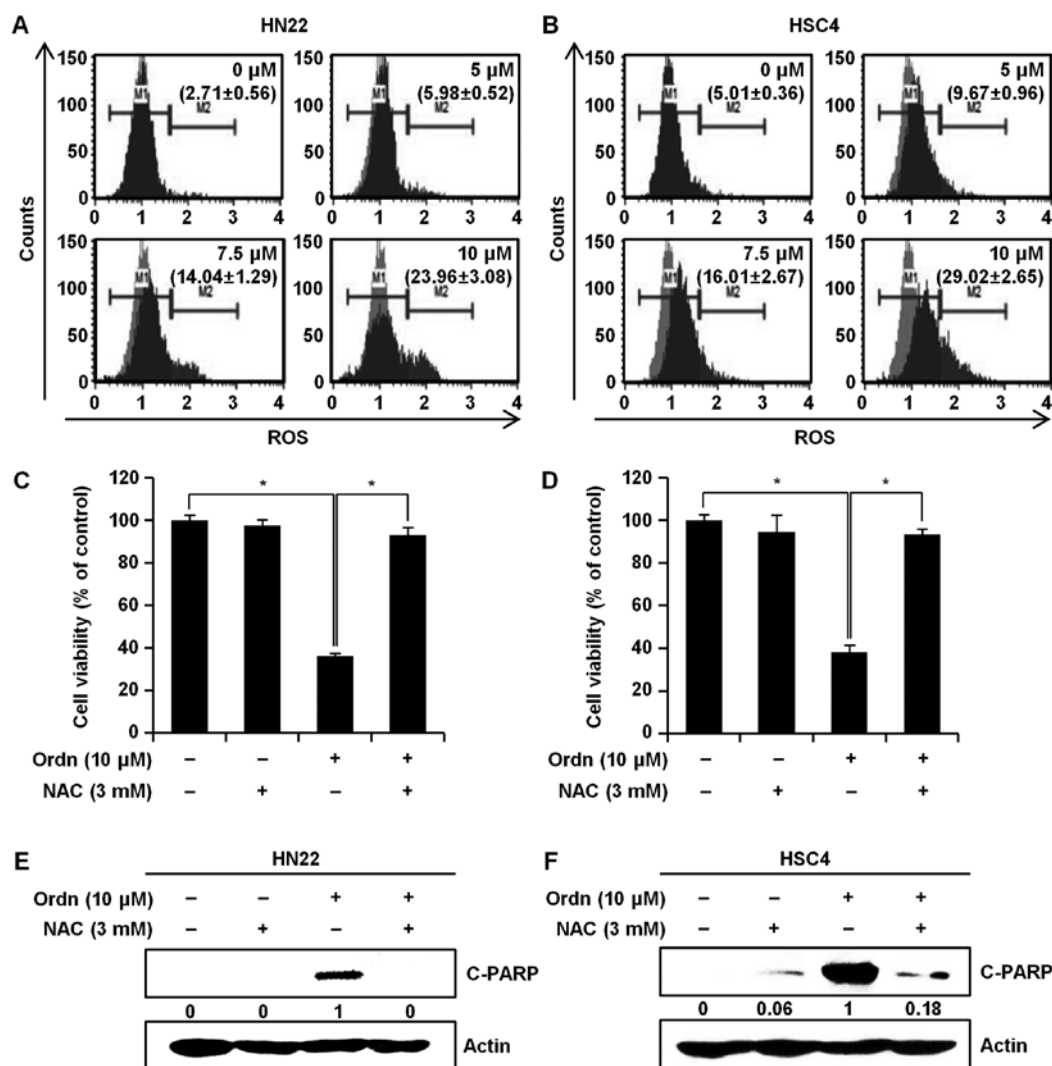 A
HN22
Counts
150
100
50
0
0 µM
(2.71±0.56)
M1
M2
0 1 2 3 4
150
100
50
0
5 µM
(5.98±0.52)
M1
M2
0 1 2 3 4
150
100
50
0
7.5 µM
(14.04±1.29)
M1
M2
0 1 2 3 4
150
100
50
0
10 µM
(23.96±3.08)
M1
M2
0 1 2 3 4
ROS
B
HSC4
Counts
150
100
50
0
0 µM
(5.01±0.36)
M1
M2
0 1 2 3 4
150
100
50
0
5 µM
(9.67±0.96)
M1
M2
0 1 2 3 4
150
100
50
0
7.5 µM
(16.01±2.67)
M1
M2
0 1 2 3 4
150
100
50
0
10 µM
(29.02±2.65)
M1
M2
0 1 2 3 4
ROS
C
Cell viability (% of control)
120
100
80
60
40
20
0
* *
Ordn (10 µM) – – + +
NAC (3 mM) – + – +
D
Cell viability (% of control)
120
100
80
60
40
20
0
* *
Ordn (10 µM) – – + +
NAC (3 mM) – + – +
E
HN22
Ordn (10 µM) – – + +
NAC (3 mM) – + – +
C-PARP
0 0 1 0
Actin
F
HSC4
Ordn (10 µM) – – + +
NAC (3 mM) – + – +
C-PARP
0 0.06 1 0.18
Actin